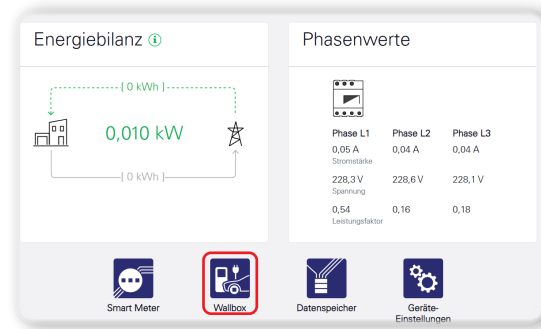 Energiebilanz
[ 0 kWh ]
0,010 kW
[ 0 kWh ]
Phasenwerte
Phase L1 Phase L2 Phase L3
0,05 A 0,04 A 0,04 A
Stromstärke
228,3 V 228,6 V 228,1 V
Spannung
0,54 0,16 0,18
Leistungsfaktor
Smart Meter Wallbox Datenspeicher Geräte-
Einstellungen